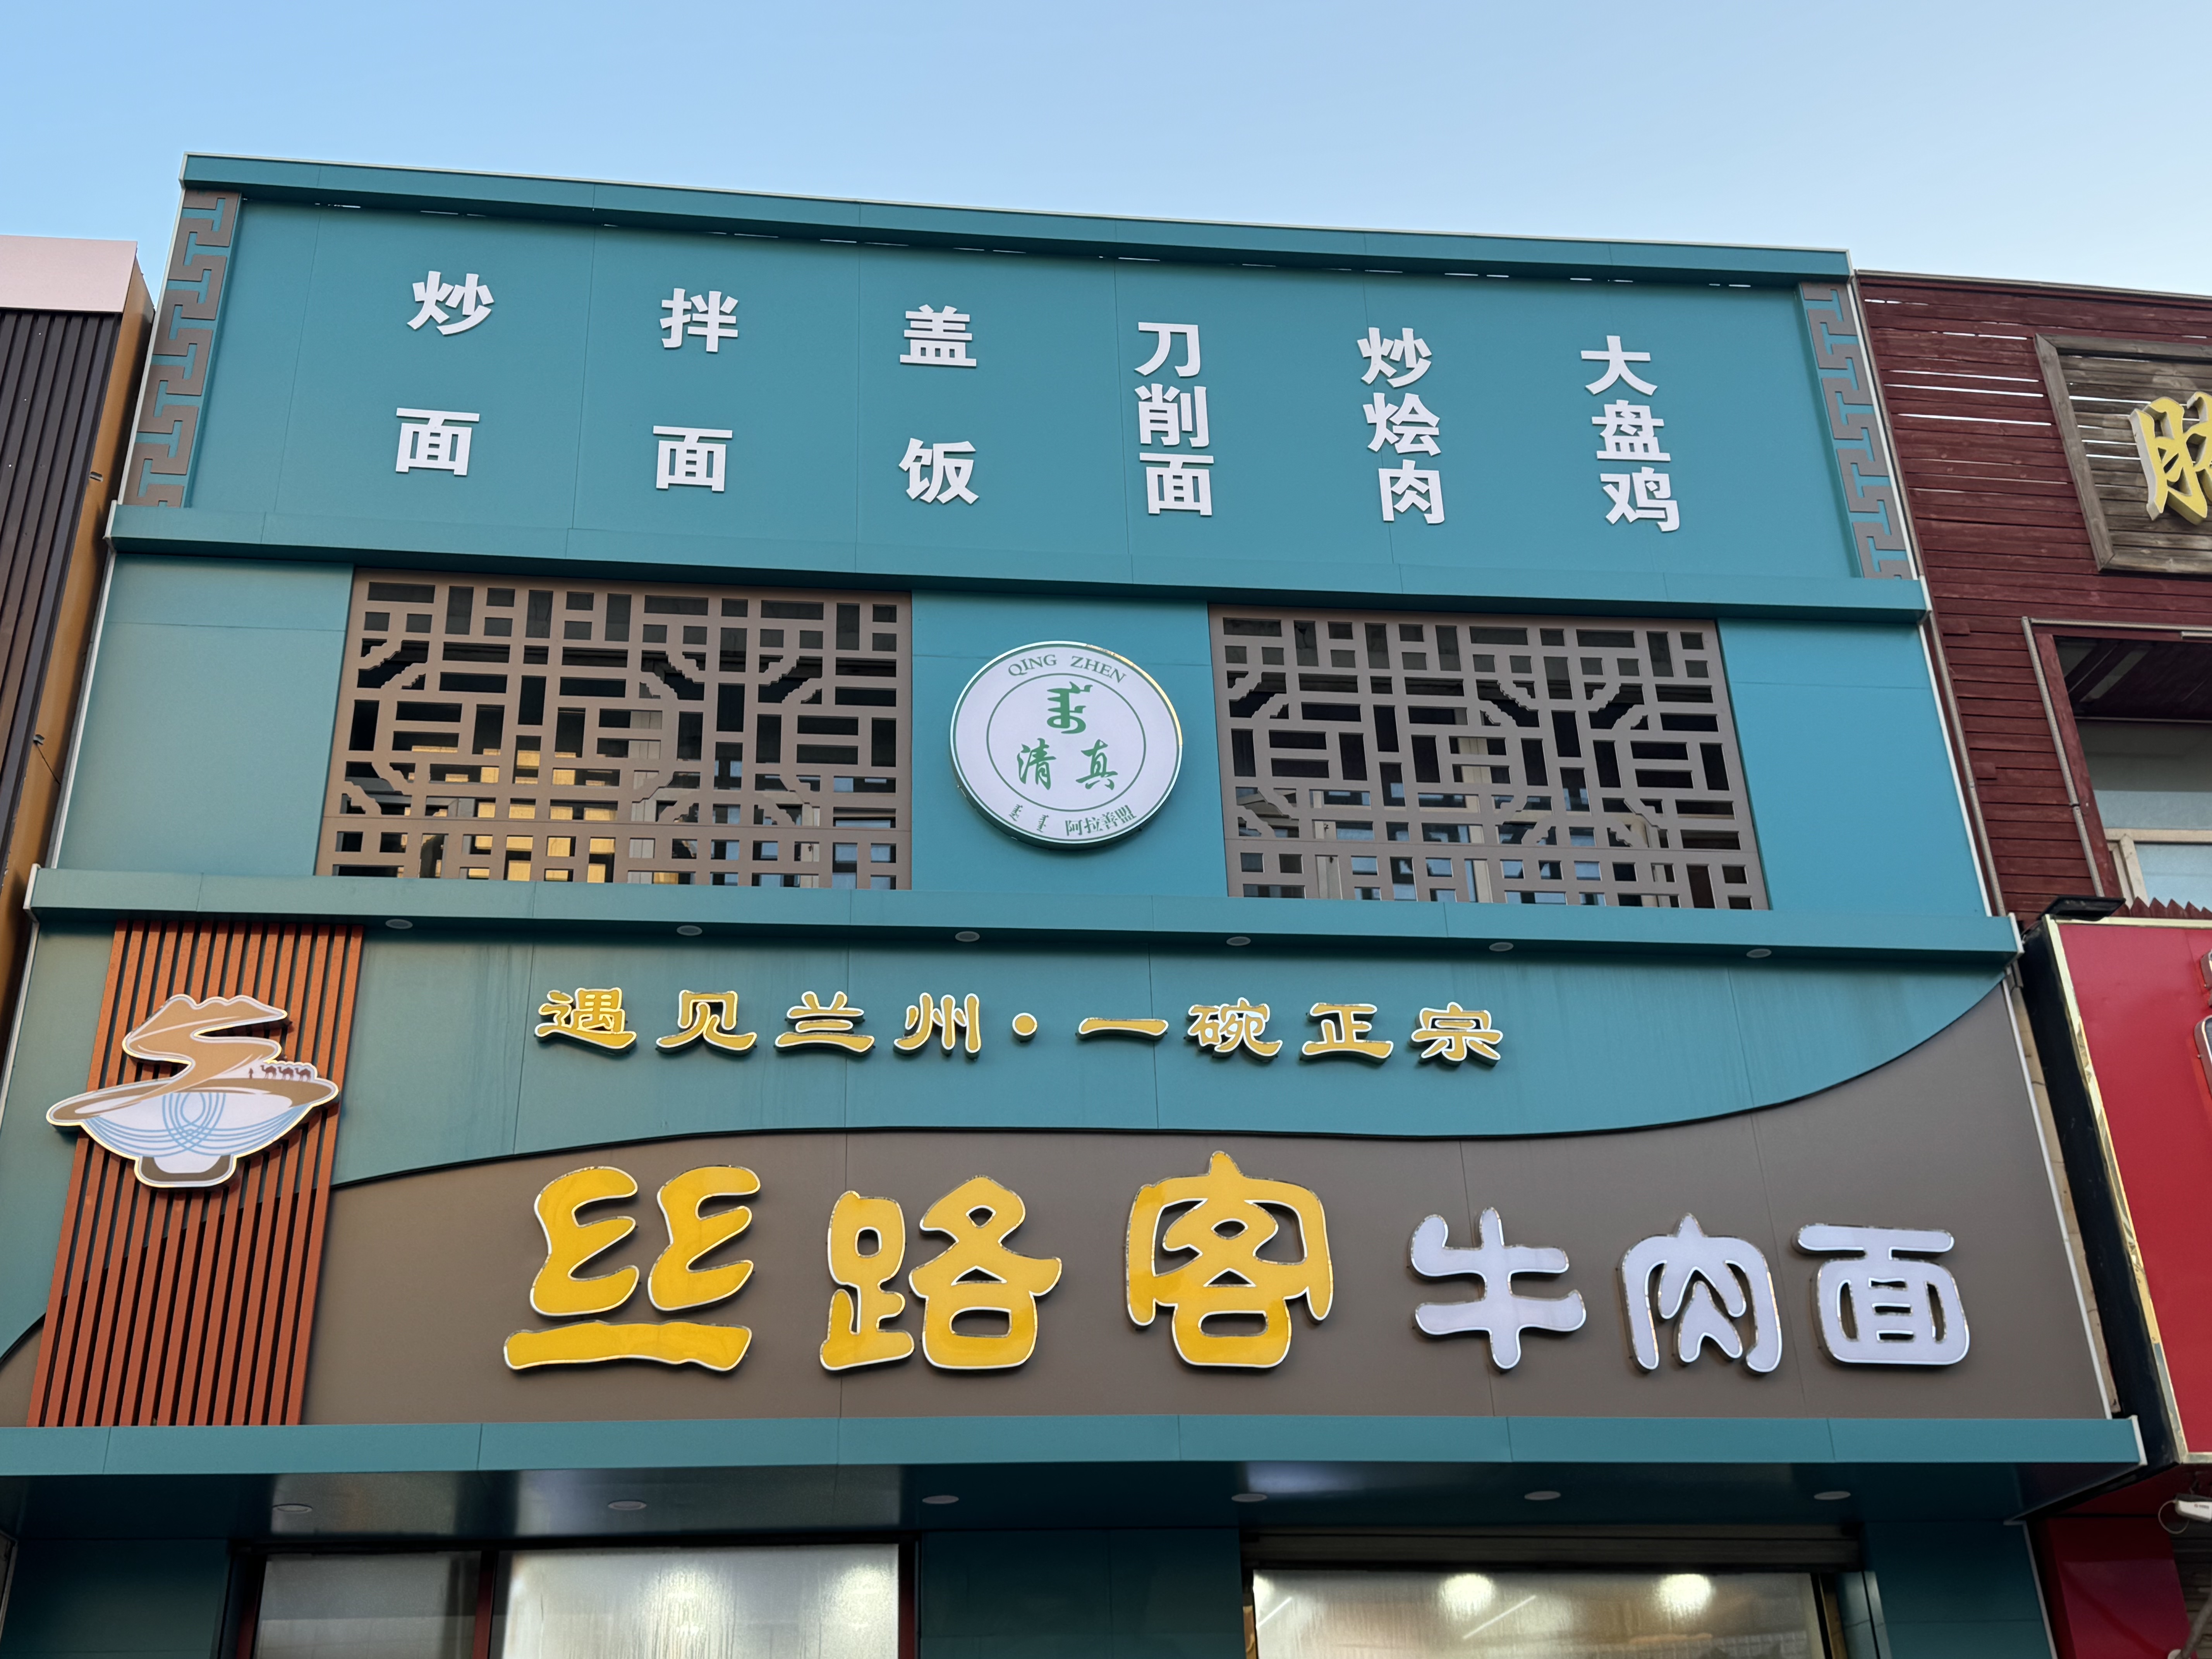 炒面
拌面
盖饭
刀削面
炒烩肉
大盘鸡
QING ZHEN
清真
阿拉善盟
遇见兰州·一碗正宗
丝路客牛肉面